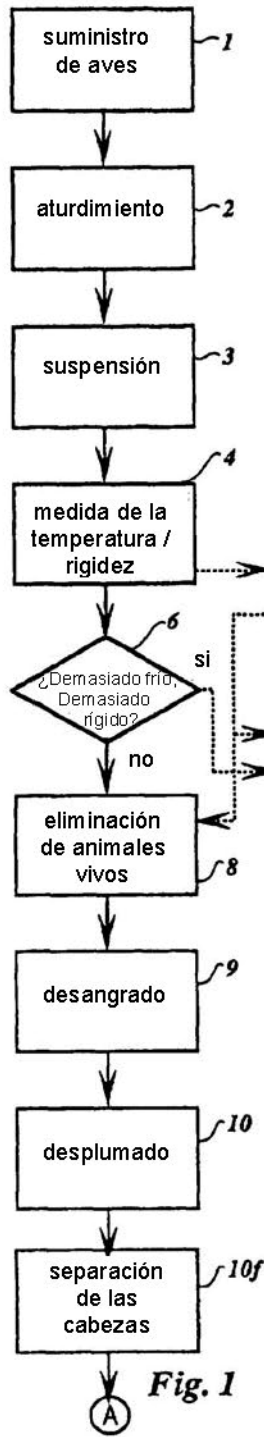 suministro
de aves
1
aturdimiento
2
suspensión
3
4
medida de la
temperatura /
rigidez
6
¿Demasiado frío,
Demasiado
rígido?
si
no
eliminación
de animales
vivos
8
desangrado
9
desplumado
10
separación
de las
cabezas
10f
Fig. 1
A